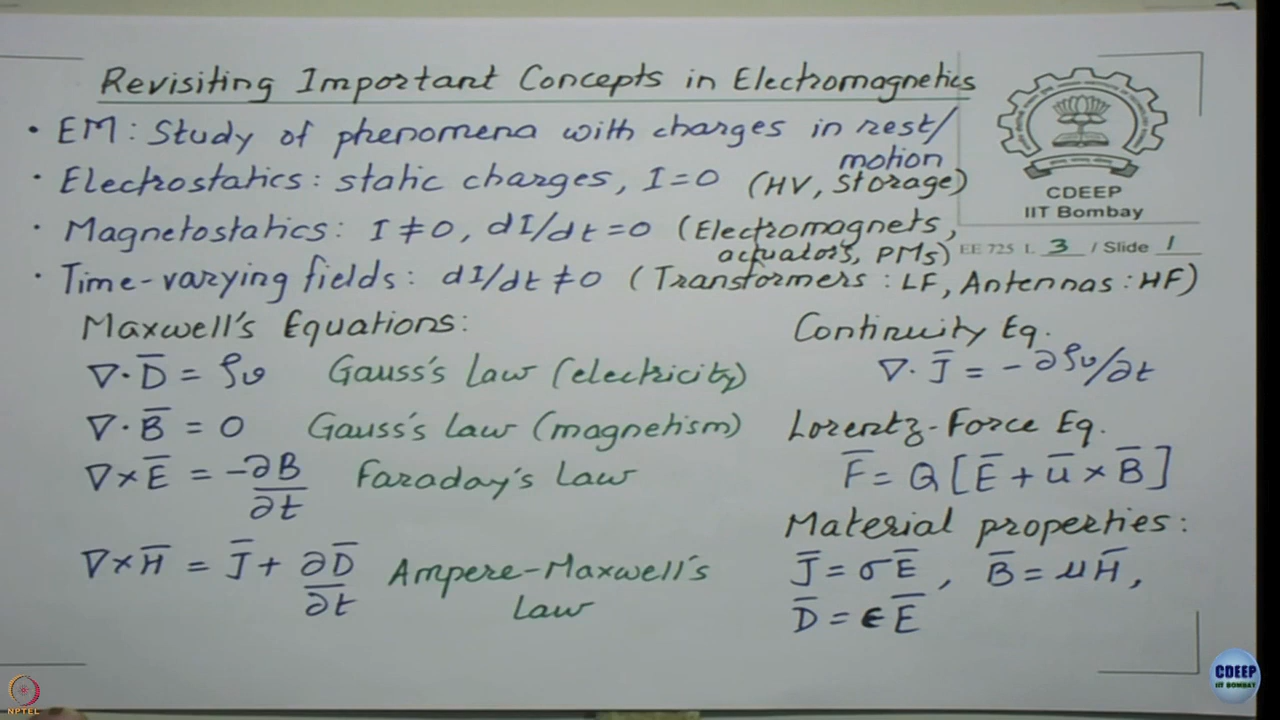 Revisiting Important Concepts in Electromagnetics
• EM : Study of phenomena with charges in rest/
motion
• Electrostatics : static charges, I = 0 (HV, Storage)
• Magnetostatics : I ≠ 0, dI/dt = 0 (Electromagnets,
actuators, PMs)
• Time-varying fields : dI/dt ≠ 0 (Transformers : LF, Antennas : HF)
CDEEP
IIT Bombay
EE 725 L 3 / Slide 1
Maxwell's Equations :
∇·D̅ = ρv Gauss's Law (electricity)
∇·B̅ = 0 Gauss's law (magnetism)
∇×E̅ = -∂B/∂t Faraday's Law
∇×H̅ = J̅ + ∂D̅/∂t Ampere-Maxwell's
Law
Continuity Eq.
∇·J̅ = -∂ρv/∂t
Lorentz-Force Eq.
F̅ = Q[E̅ + u̅ × B̅]
Material properties :
J̅ = σE̅ , B̅ = μH̅,
D̅ = εE̅
NPTEL
CDEEP
IIT BOMBAY